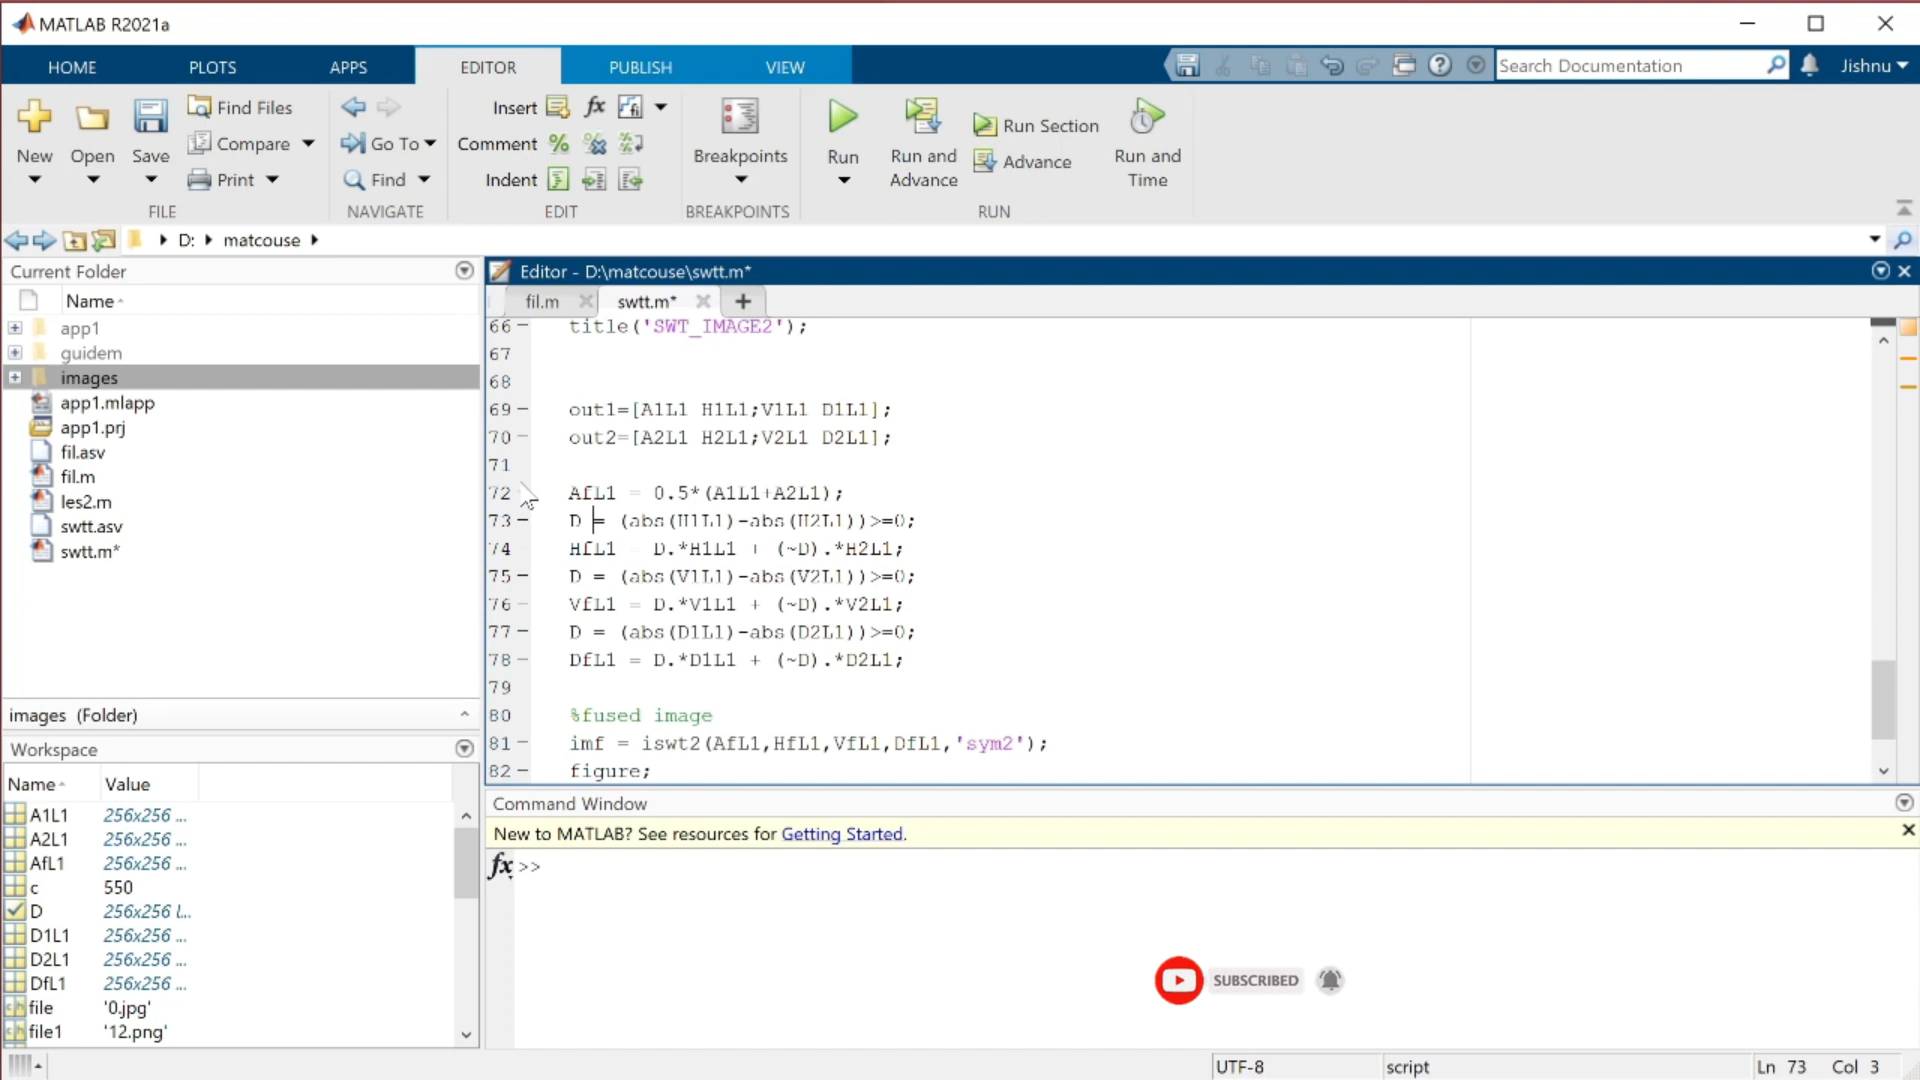 MATLAB R2021a
HOME PLOTS APPS EDITOR PUBLISH VIEW Search Documentation Jishnu
New Open Save Find Files Compare Print
FILE
Go To Find
NAVIGATE
Insert Comment Indent
EDIT
Breakpoints
BREAKPOINTS
Run Run and Advance Run Section Advance Run and Time
RUN
D: matcouse
Current Folder
Name
app1
guidem
images
app1.mlapp
app1.prj
fil.asv
fil.m
les2.m
swtt.asv
swtt.m*
images (Folder)
Workspace
Name Value
A1L1 256x256 ...
A2L1 256x256 ...
AfL1 256x256 ...
c 550
D 256x256 l...
D1L1 256x256 ...
D2L1 256x256 ...
DfL1 256x256 ...
file '0.jpg'
file1 '12.png'
Editor - D:\matcouse\swtt.m*
fil.m swtt.m*
66 title('SWT_IMAGE2');
67
68
69 out1=[A1L1 H1L1;V1L1 D1L1];
70 out2=[A2L1 H2L1;V2L1 D2L1];
71
72 AfL1 = 0.5*(A1L1+A2L1);
73 D = (abs(H1L1)-abs(H2L1))>=0;
74 HfL1 = D.*H1L1 + (~D).*H2L1;
75 D = (abs(V1L1)-abs(V2L1))>=0;
76 VfL1 = D.*V1L1 + (~D).*V2L1;
77 D = (abs(D1L1)-abs(D2L1))>=0;
78 DfL1 = D.*D1L1 + (~D).*D2L1;
79
80 %fused image
81 imf = iswt2(AfL1,HfL1,VfL1,DfL1,'sym2');
82 figure;
Command Window
New to MATLAB? See resources for Getting Started.
fx >>
SUBSCRIBED
UTF-8 script Ln 73 Col 3